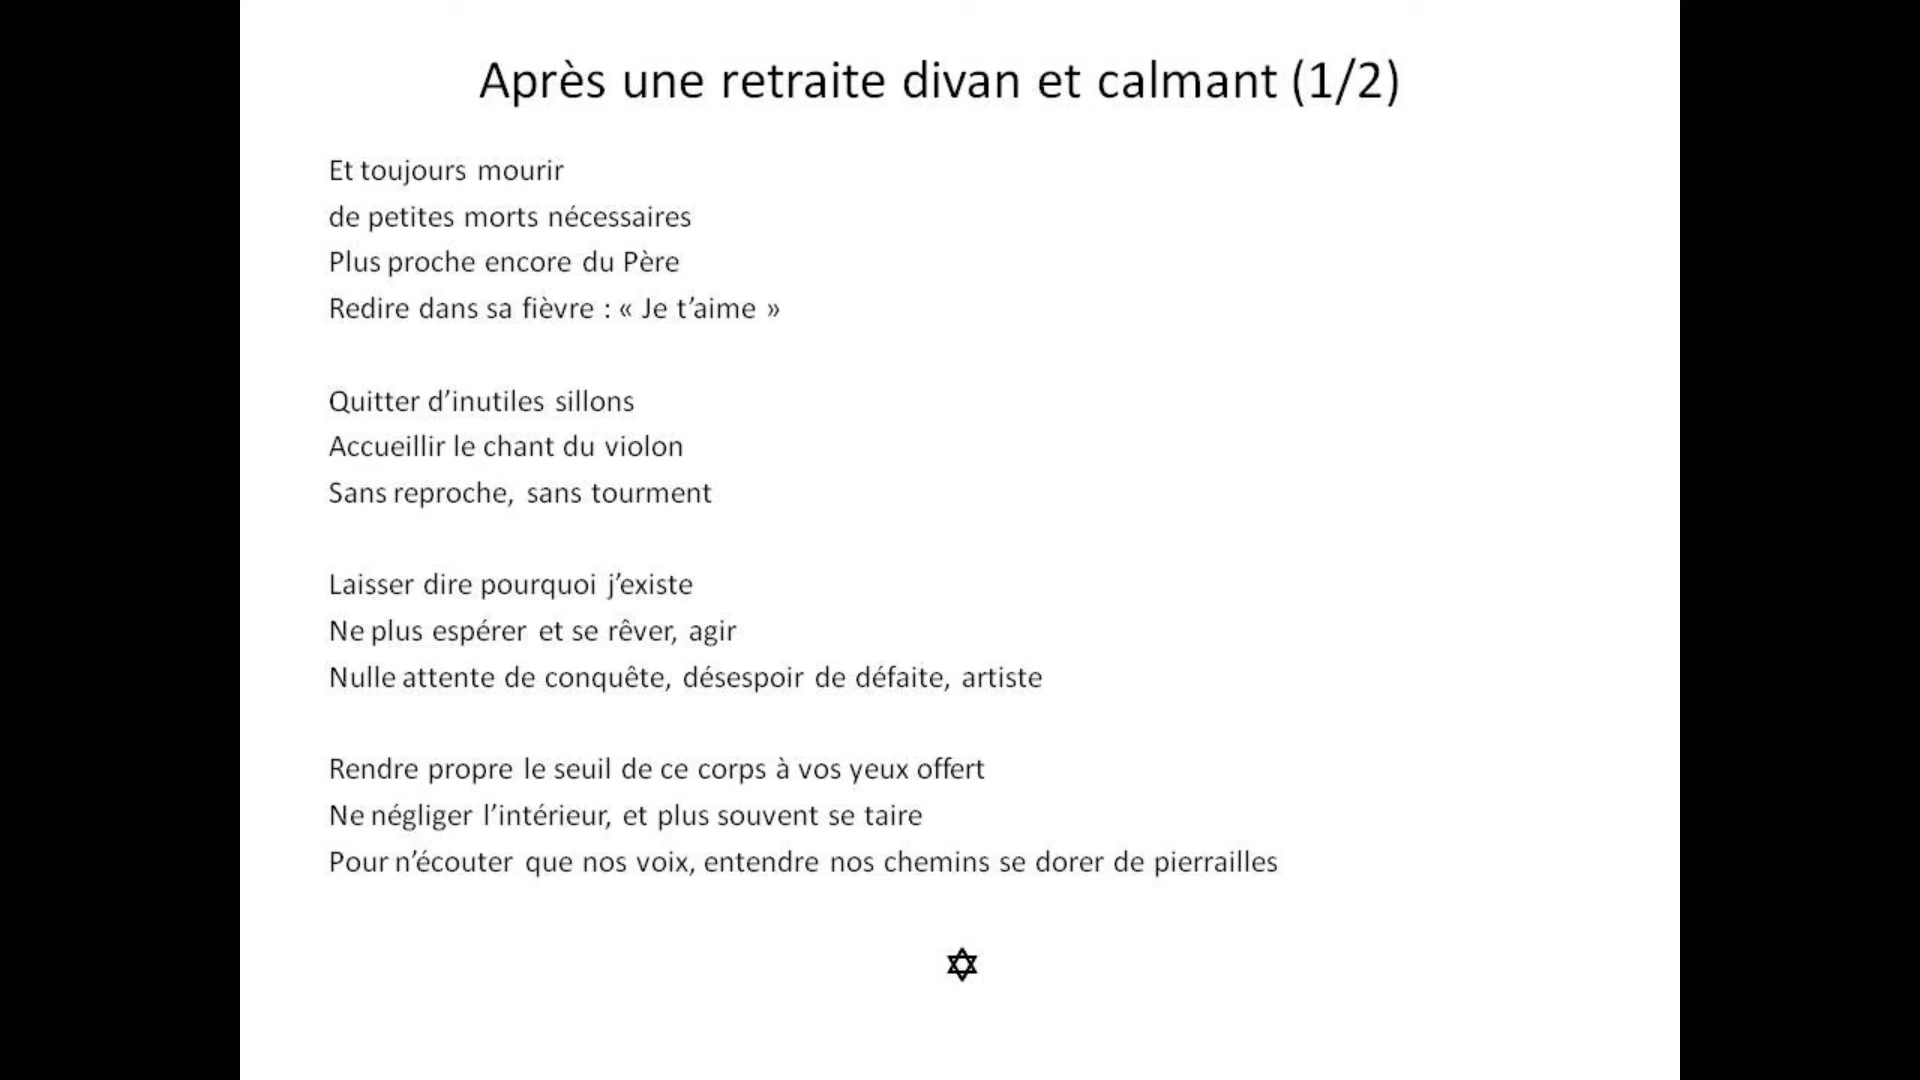 Après une retraite divan et calmant (1/2)
Et toujours mourir
de petites morts nécessaires
Plus proche encore du Père
Redire dans sa fièvre : « Je t’aime »
Quitter d’inutiles sillons
Accueillir le chant du violon
Sans reproche, sans tourment
Laisser dire pourquoi j’existe
Ne plus espérer et se rêver, agir
Nulle attente de conquête, désespoir de défaite, artiste
Rendre propre le seuil de ce corps à vos yeux offert
Ne négliger l’intérieur, et plus souvent se taire
Pour n’écouter que nos voix, entendre nos chemins se dorer de pierrailles
✡